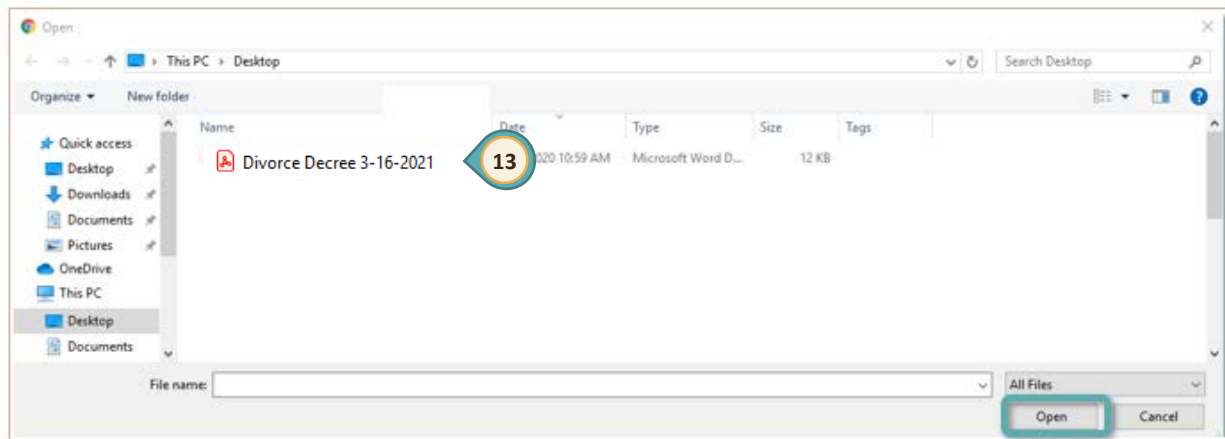 Open
This PC › Desktop
Search Desktop
Organize
New folder
Name
Date
Type
Size
Tags
Divorce Decree 3-16-2021
13
020 10:59 AM
Microsoft Word D...
12 KB
Quick access
Desktop
Downloads
Documents
Pictures
OneDrive
This PC
Desktop
Documents
File name:
All Files
Open
Cancel